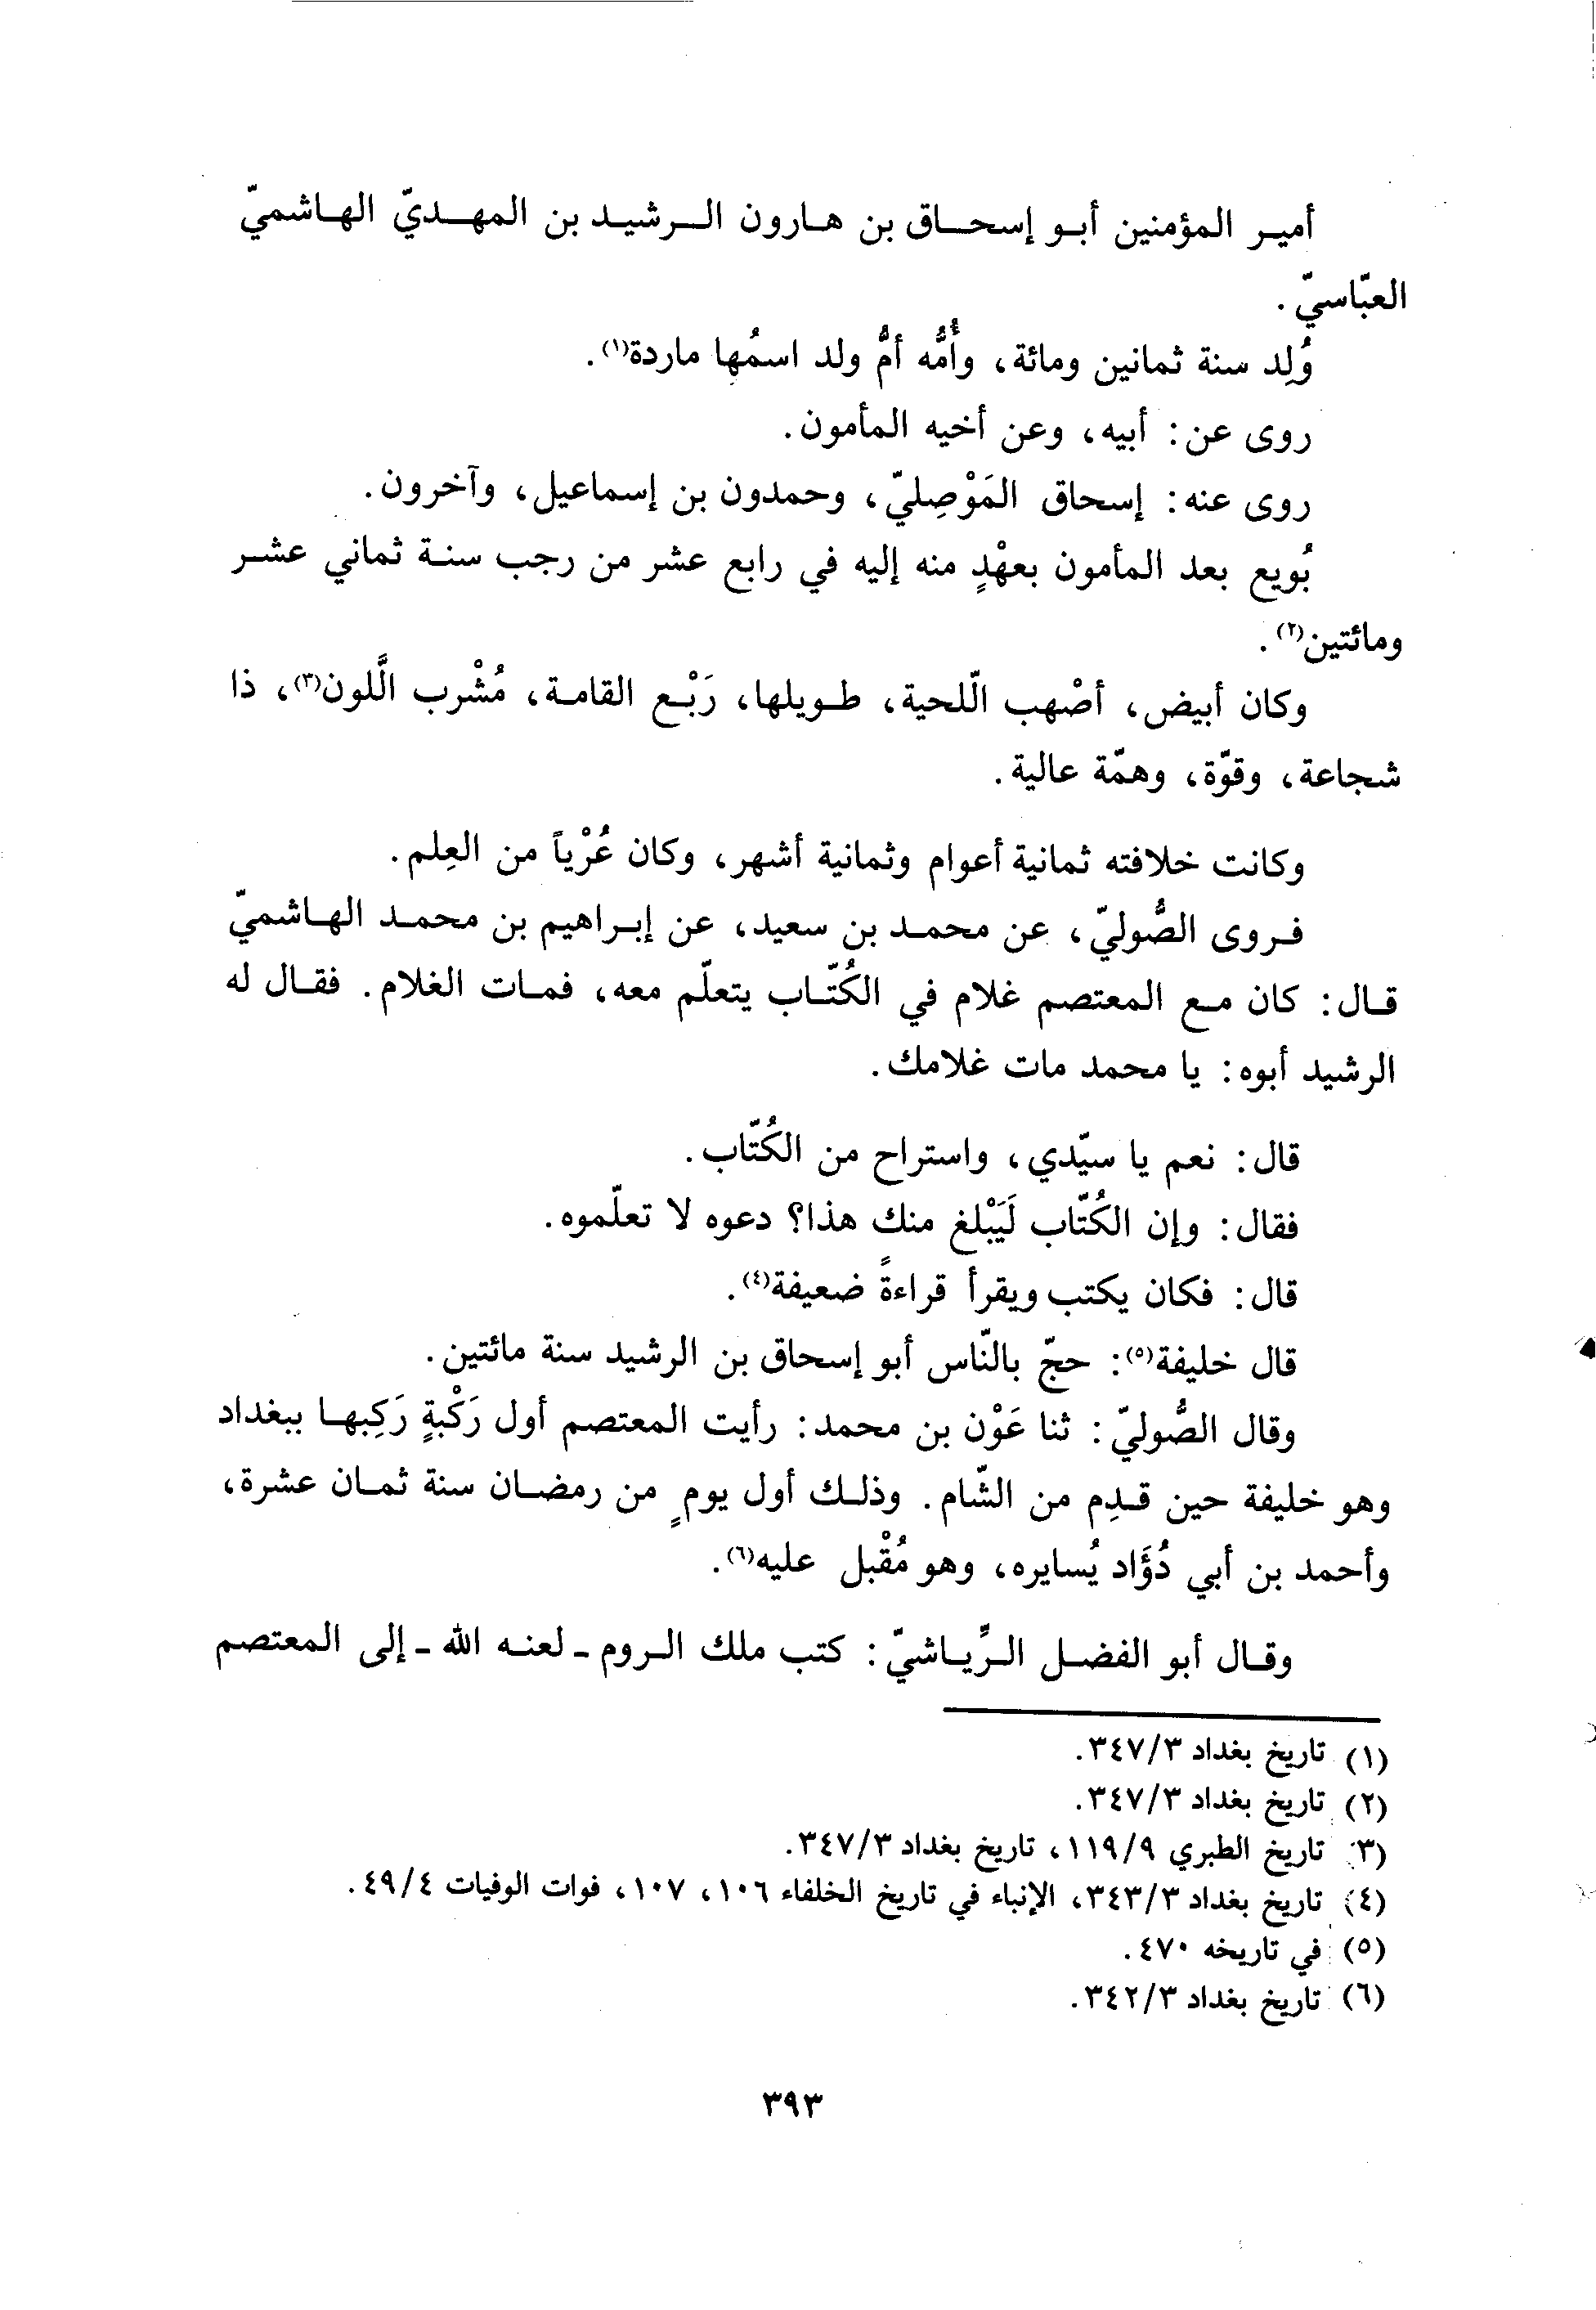 أمير المؤمنين أبو إسحاق بن هارون الرشيد بن المهديّ الهاشميّ
العبّاسيّ.
وُلِد سنة ثمانين ومائة، وأُمُّه أمُّ ولد اسمُها ماردة(١).
روى عن: أبيه، وعن أخيه المأمون.
روى عنه: إسحاق المَوْصِليّ، وحمدون بن إسماعيل، وآخرون.
بُويع بعد المأمون بعهْدٍ منه إليه في رابع عشر من رجب سنة ثماني عشر
ومائتين(٢).
وكان أبيض، أصْهب الّلحية، طويلها، رَبْع القامة، مُشْرب الَّلون(٣)، ذا
شجاعة، وقوّة، وهمّة عالية.
وكانت خلافته ثمانية أعوام وثمانية أشهر، وكان عُرْياً من العِلم.
فروى الصُّوليّ، عن محمد بن سعيد، عن إبراهيم بن محمد الهاشميّ
قال: كان مع المعتصم غلام في الكُتّاب يتعلّم معه، فمات الغلام. فقال له
الرشيد أبوه: يا محمد مات غلامك.
قال: نعم يا سيّدي، واستراح من الكُتّاب.
فقال: وإن الكُتّاب لَيَبْلغ منك هذا؟ دعوه لا تعلّموه.
قال: فكان يكتب ويقرأ قراءةً ضعيفة(٤).
قال خليفة(٥): حجّ بالنّاس أبو إسحاق بن الرشيد سنة مائتين.
وقال الصُّوليّ: ثنا عَوْن بن محمد: رأيت المعتصم أول رَكْبةٍ رَكِبها ببغداد
وهو خليفة حين قدِم من الشّام. وذلك أول يومٍ من رمضان سنة ثمان عشرة،
وأحمد بن أبي دُؤَاد يُسايره، وهو مُقْبل عليه(٦).
وقال أبو الفضل الرِّياشيّ: كتب ملك الروم - لعنه الله - إلى المعتصم
(١) تاريخ بغداد ٣٤٧/٣.
(٢) تاريخ بغداد ٣٤٧/٣.
(٣) تاريخ الطبري ١١٩/٩، تاريخ بغداد ٣٤٧/٣.
(٤) تاريخ بغداد ٣٤٣/٣، الإنباء في تاريخ الخلفاء ١٠٦، ١٠٧، فوات الوفيات ٤٩/٤.
(٥) في تاريخه ٤٧٠.
(٦) تاريخ بغداد ٣٤٢/٣.
٣٩٣